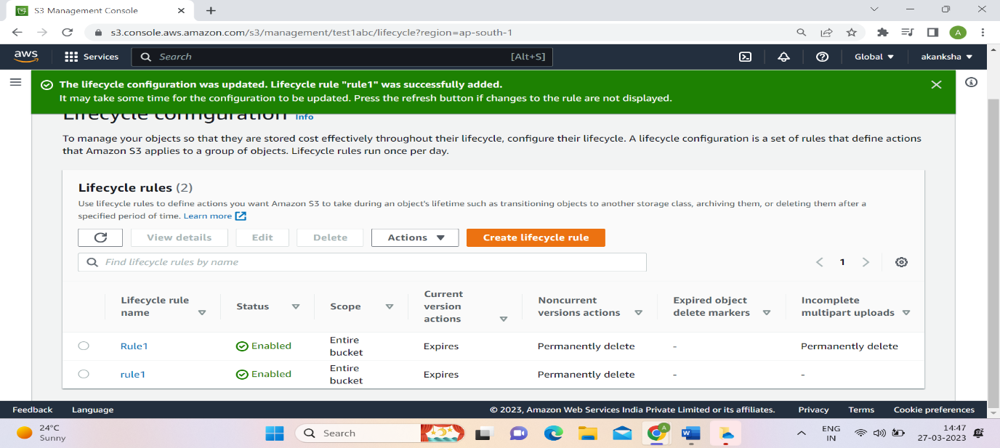 S3 Management Console
s3.console.aws.amazon.com/s3/management/test1abc/lifecycle?region=ap-south-1
A
aws
Services
Search
[Alt+S]
Global
akanksha
The lifecycle configuration was updated. Lifecycle rule "rule1" was successfully added.
It may take some time for the configuration to be updated. Press the refresh button if changes to the rule are not displayed.
Lifecycle configuration Info
To manage your objects so that they are stored cost effectively throughout their lifecycle, configure their lifecycle. A lifecycle configuration is a set of rules that define actions
that Amazon S3 applies to a group of objects. Lifecycle rules run once per day.
Lifecycle rules (2)
Use lifecycle rules to define actions you want Amazon S3 to take during an object's lifetime such as transitioning objects to another storage class, archiving them, or deleting them after a
specified period of time. Learn more
View details
Edit
Delete
Actions
Create lifecycle rule
Find lifecycle rules by name
1
Lifecycle rule
name
Status
Scope
Current
version
actions
Noncurrent
versions actions
Expired object
delete markers
Incomplete
multipart uploads
Rule1
Enabled
Entire
bucket
Expires
Permanently delete
-
Permanently delete
rule1
Enabled
Entire
bucket
Expires
Permanently delete
-
-
Feedback
Language
© 2023, Amazon Web Services India Private Limited or its affiliates.
Privacy
Terms
Cookie preferences
24°C
Sunny
Search
A
W
ENG
IN
14:47
27-03-2023